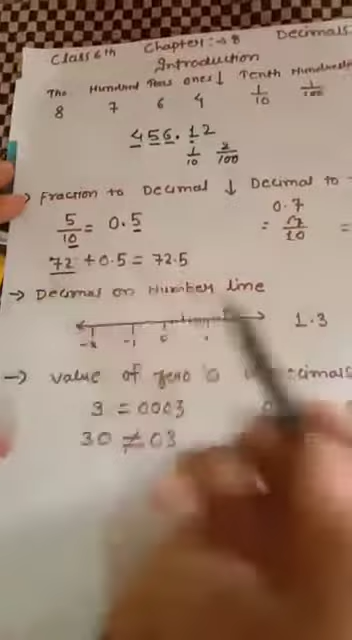 Class 6th Chapter :→ 8 Decimals
Introduction
Tho Hundred Tens ones ↓ Tenth Hundredth
8 7 6 4 1/10 1/100
456.12
1/10 2/100
→ Fraction to Decimal ↓ Decimal to
5/10 = 0.5 0.7
= 7/10 =
72 + 0.5 = 72.5
→ Decimal on Number line
-2 -1 0 1 1.3
→ Value of zero decimals
3 = 0003 0
30 ≠ 03